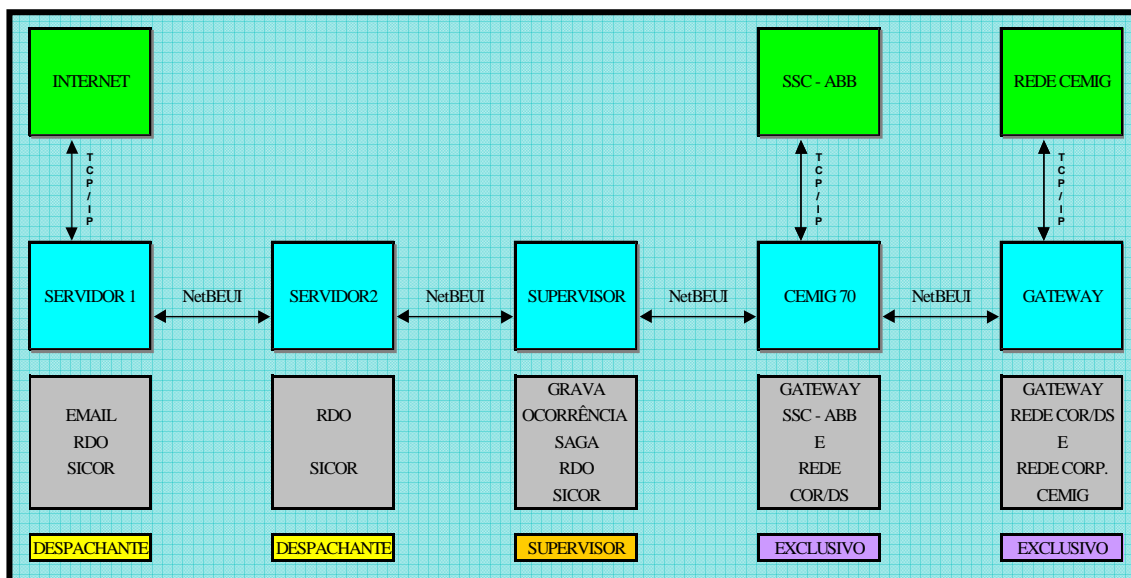 INTERNET
SSC - ABB
REDE CEMIG
TCP/IP
TCP/IP
TCP/IP
SERVIDOR 1
NetBEUI
SERVIDOR2
NetBEUI
SUPERVISOR
NetBEUI
CEMIG 70
NetBEUI
GATEWAY
EMAIL
RDO
SICOR
RDO
SICOR
GRAVA
OCORRÊNCIA
SAGA
RDO
SICOR
GATEWAY
SSC - ABB
E
REDE
COR/DS
GATEWAY
REDE COR/DS
E
REDE CORP.
CEMIG
DESPACHANTE
DESPACHANTE
SUPERVISOR
EXCLUSIVO
EXCLUSIVO